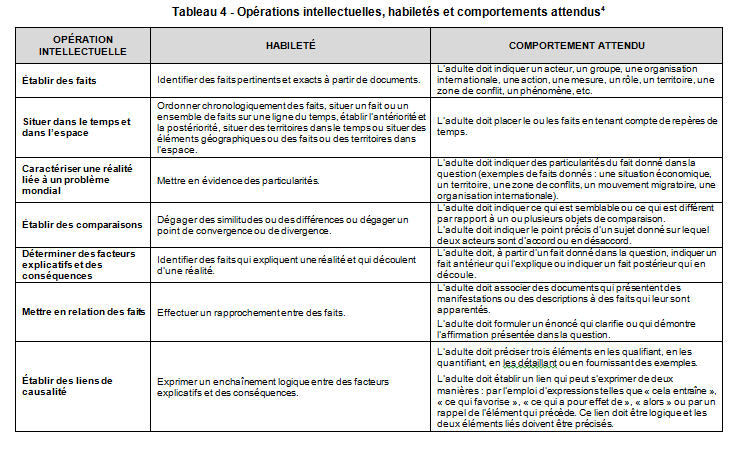 Tableau 4 - Opérations intellectuelles, habiletés et comportements attendus⁴
OPÉRATION
INTELLECTUELLE
HABILETÉ
COMPORTEMENT ATTENDU
Établir des faits
Identifier des faits pertinents et exacts à partir de documents.
L'adulte doit indiquer un acteur, un groupe, une organisation
internationale, une action, une mesure, un rôle, un territoire, une
zone de conflit, un phénomène, etc.
Situer dans le temps et
dans l'espace
Ordonner chronologiquement des faits, situer un fait ou un
ensemble de faits sur une ligne du temps, établir l'antériorité et
la postériorité, situer des territoires dans le temps ou situer des
éléments géographiques ou des faits ou des territoires dans
l'espace.
L'adulte doit placer le ou les faits en tenant compte de repères de
temps.
Caractériser une réalité
liée à un problème
mondial
Mettre en évidence des particularités.
L'adulte doit indiquer des particularités du fait donné dans la
question (exemples de faits donnés : une situation économique,
un territoire, une zone de conflits, un mouvement migratoire, une
organisation internationale).
Établir des comparaisons
Dégager des similitudes ou des différences ou dégager un
point de convergence ou de divergence.
L'adulte doit indiquer ce qui est semblable ou ce qui est différent
par rapport à un ou plusieurs objets de comparaison.
L'adulte doit indiquer le point précis d'un sujet donné sur lequel
deux acteurs sont d'accord ou en désaccord.
Déterminer des facteurs
explicatifs et des
conséquences
Identifier des faits qui expliquent une réalité et qui découlent
d'une réalité.
L'adulte doit, à partir d'un fait donné dans la question, indiquer un
fait antérieur qui l'explique ou indiquer un fait postérieur qui en
découle.
Mettre en relation des faits
Effectuer un rapprochement entre des faits.
L'adulte doit associer des documents qui présentent des
manifestations ou des descriptions à des faits qui leur sont
apparentés.
L'adulte doit formuler un énoncé qui clarifie ou qui démontre
l'affirmation présentée dans la question.
Établir des liens de
causalité
Exprimer un enchaînement logique entre des facteurs
explicatifs et des conséquences.
L'adulte doit préciser trois éléments en les qualifiant, en les
quantifiant, en les détaillant ou en fournissant des exemples.
L'adulte doit établir un lien qui peut s'exprimer de deux
manières : par l'emploi d'expressions telles que « cela entraîne »,
« ce qui favorise », « ce qui a pour effet de », « alors » ou par un
rappel de l'élément qui précède. Ce lien doit être logique et les
deux éléments liés doivent être précisés.